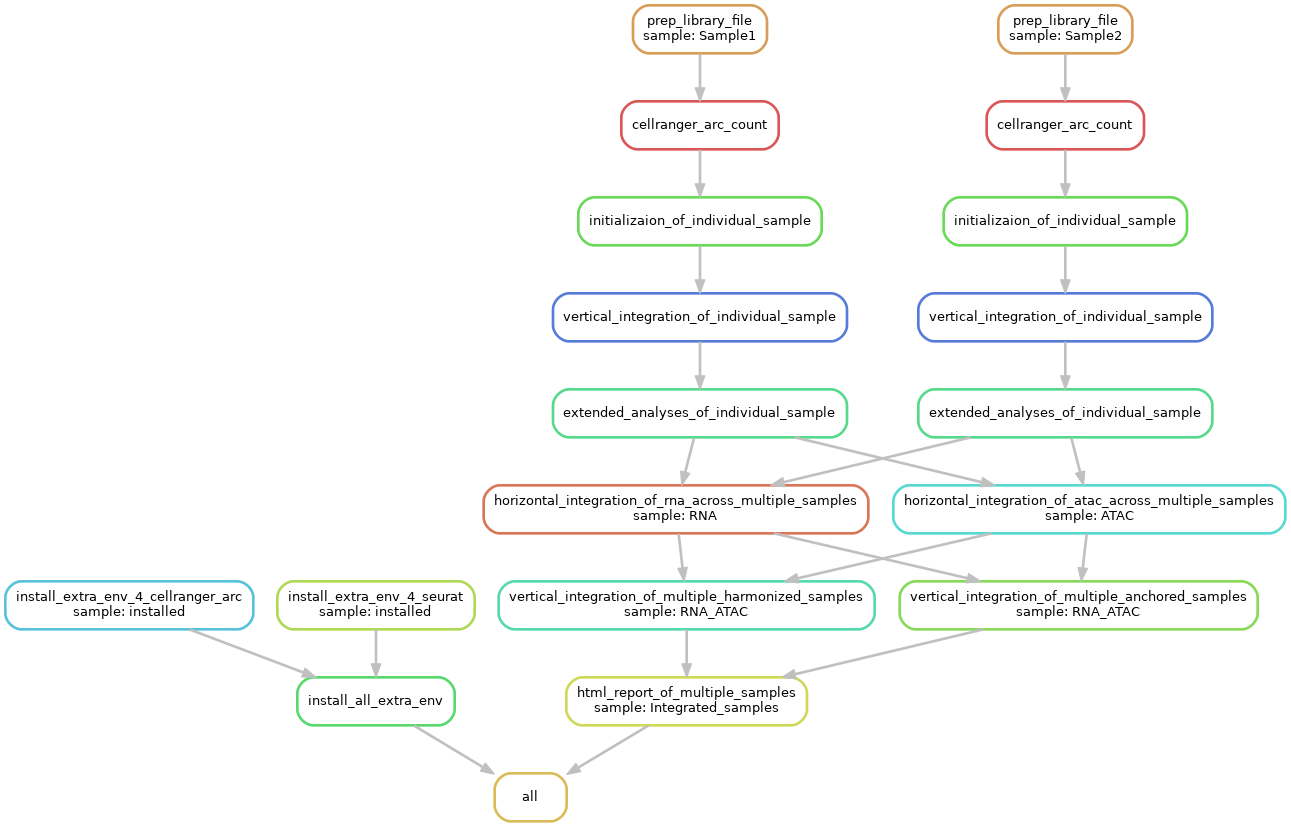 prep_library_file
sample: Sample1
prep_library_file
sample: Sample2
cellranger_arc_count
cellranger_arc_count
initializaion_of_individual_sample
initializaion_of_individual_sample
vertical_integration_of_individual_sample
vertical_integration_of_individual_sample
extended_analyses_of_individual_sample
extended_analyses_of_individual_sample
horizontal_integration_of_rna_across_multiple_samples
sample: RNA
horizontal_integration_of_atac_across_multiple_samples
sample: ATAC
install_extra_env_4_cellranger_arc
sample: installed
install_extra_env_4_seurat
sample: installed
vertical_integration_of_multiple_harmonized_samples
sample: RNA_ATAC
vertical_integration_of_multiple_anchored_samples
sample: RNA_ATAC
install_all_extra_env
html_report_of_multiple_samples
sample: Integrated_samples
all